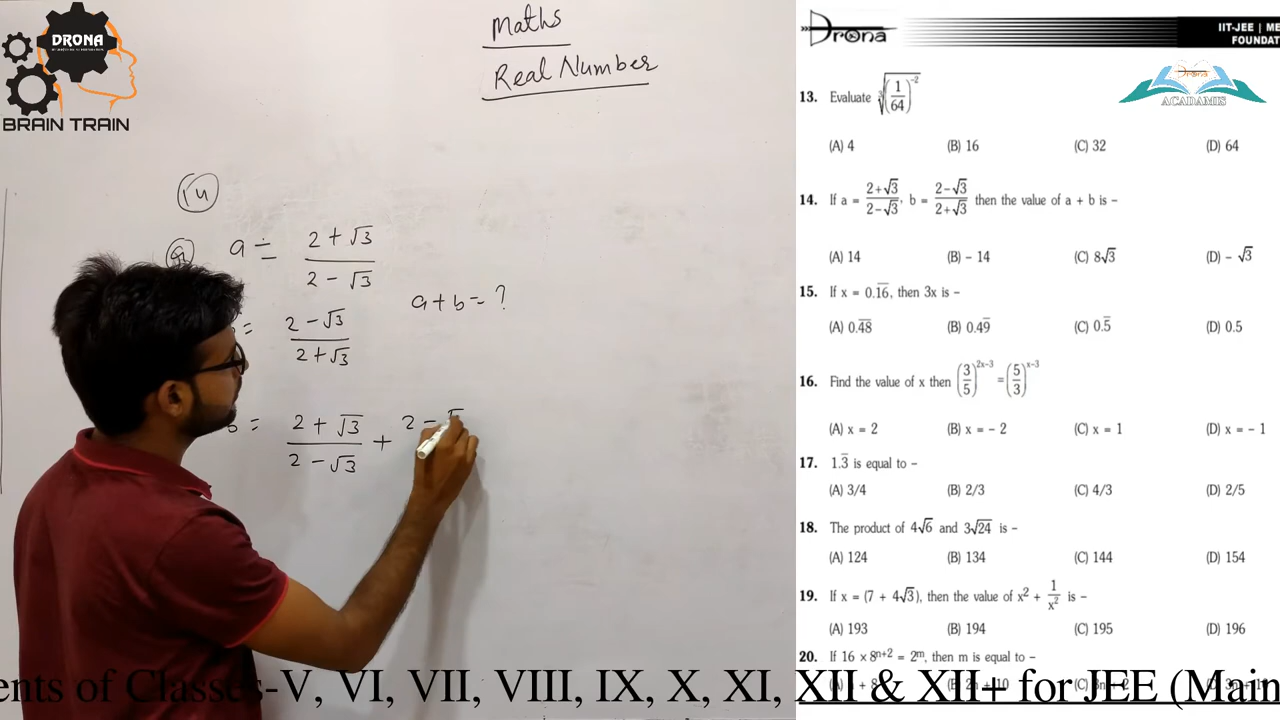 DRONA
BRAIN TRAIN
Maths
Real Number
14
a = 2 + √3 / 2 - √3
= 2 - √3 / 2 + √3
a + b = ?
b = 2 + √3 / 2 - √3 + 2 -
Drona
IIT-JEE | ME
FOUNDAT
Drona
ACADAMIS
13. Evaluate ∛(1/64)⁻²
(A) 4 (B) 16 (C) 32 (D) 64
14. If a = 2+√3 / 2−√3, b = 2−√3 / 2+√3 then the value of a + b is –
(A) 14 (B) – 14 (C) 8√3 (D) – √3
15. If x = 0.1̅6̅, then 3x is –
(A) 0.4̅8̅ (B) 0.49̅ (C) 0.5̅ (D) 0.5
16. Find the value of x then (3/5)²ˣ⁻³ = (5/3)ˣ⁻³
(A) x = 2 (B) x = – 2 (C) x = 1 (D) x = – 1
17. 1.3̅ is equal to –
(A) 3/4 (B) 2/3 (C) 4/3 (D) 2/5
18. The product of 4√6 and 3√24 is –
(A) 124 (B) 134 (C) 144 (D) 154
19. If x = (7 + 4√3), then the value of x² + 1/x² is –
(A) 193 (B) 194 (C) 195 (D) 196
20. If 16 × 8ⁿ⁺² = 2ᵐ, then m is equal to –
ents of Classes-V, VI, VII, VIII, IX, X, XI, XII & XII+ for JEE (Main